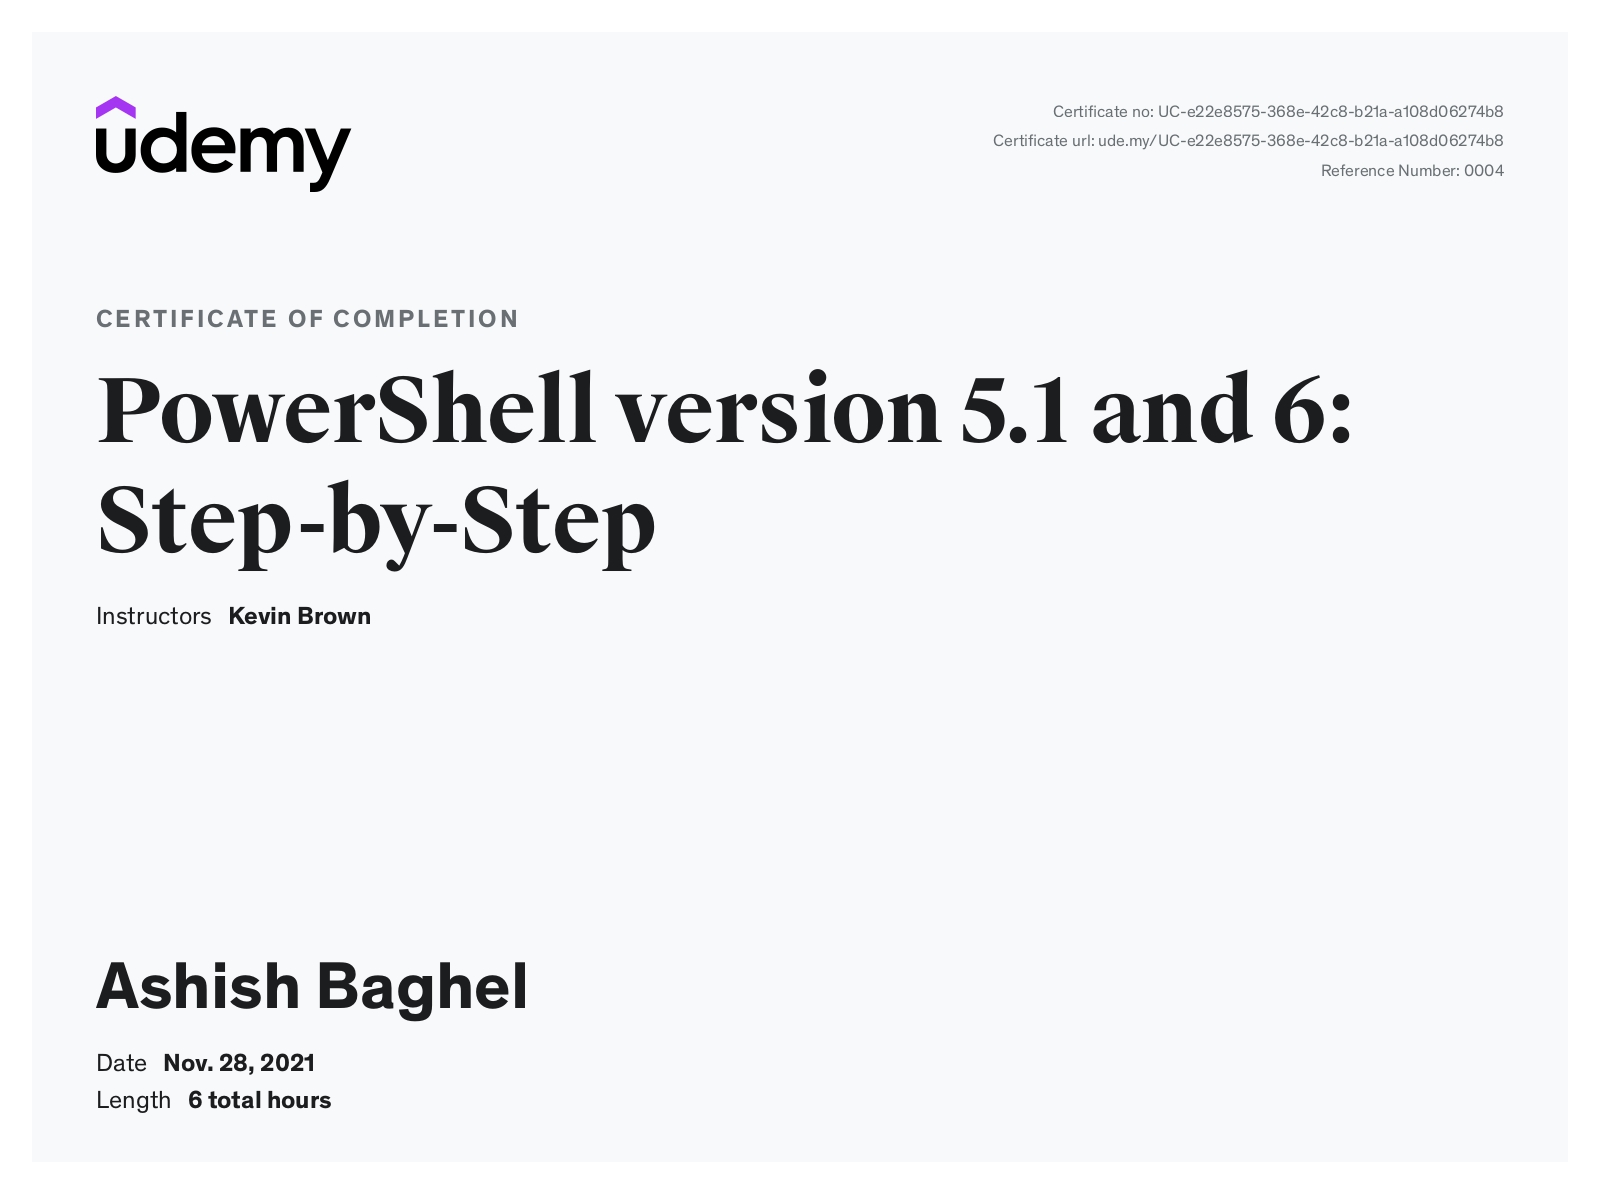 udemy
Certificate no: UC-e22e8575-368e-42c8-b21a-a108d06274b8
Certificate url: ude.my/UC-e22e8575-368e-42c8-b21a-a108d06274b8
Reference Number: 0004
CERTIFICATE OF COMPLETION
PowerShell version 5.1 and 6:
Step-by-Step
Instructors Kevin Brown
Ashish Baghel
Date Nov. 28, 2021
Length 6 total hours